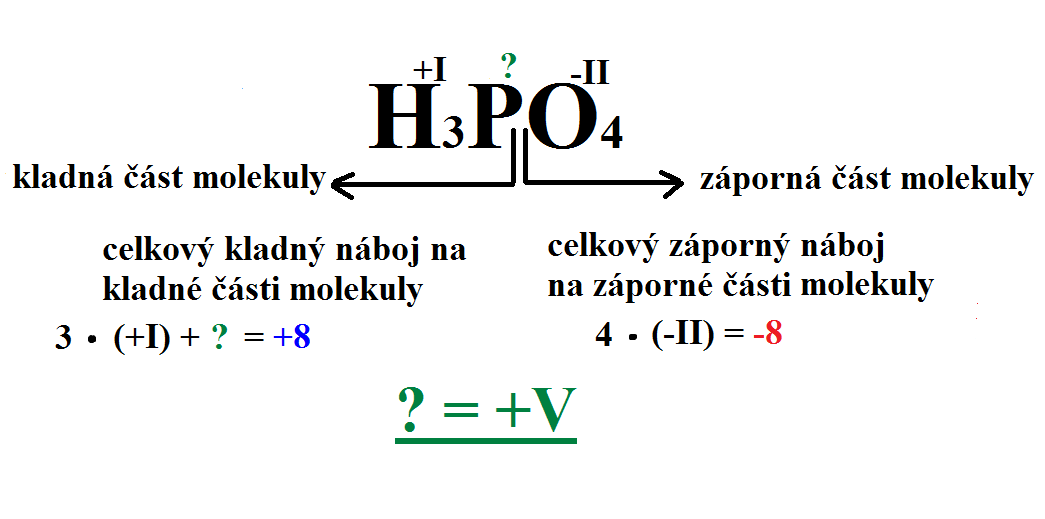 +I ? -II
H3PO4
kladná část molekuly
záporná část molekuly
celkový kladný náboj na
kladné části molekuly
3 · (+I) + ? = +8
celkový záporný náboj
na záporné části molekuly
4 · (-II) = -8
? = +V